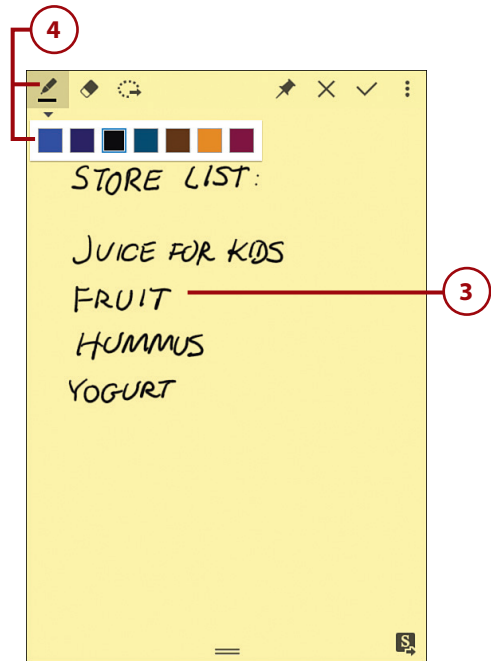 4
STORE LIST:
JUICE FOR KIDS
FRUIT
3
HUMMUS
YOGURT
S